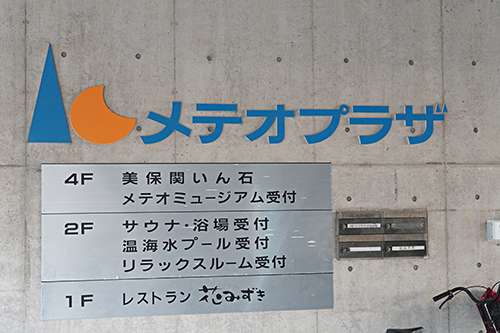 メテオプラザ
4F 美保関いん石
メテオミュージアム受付
2F サウナ・浴場受付
温海水プール受付
リラックスルーム受付
1F レストラン 花みずき